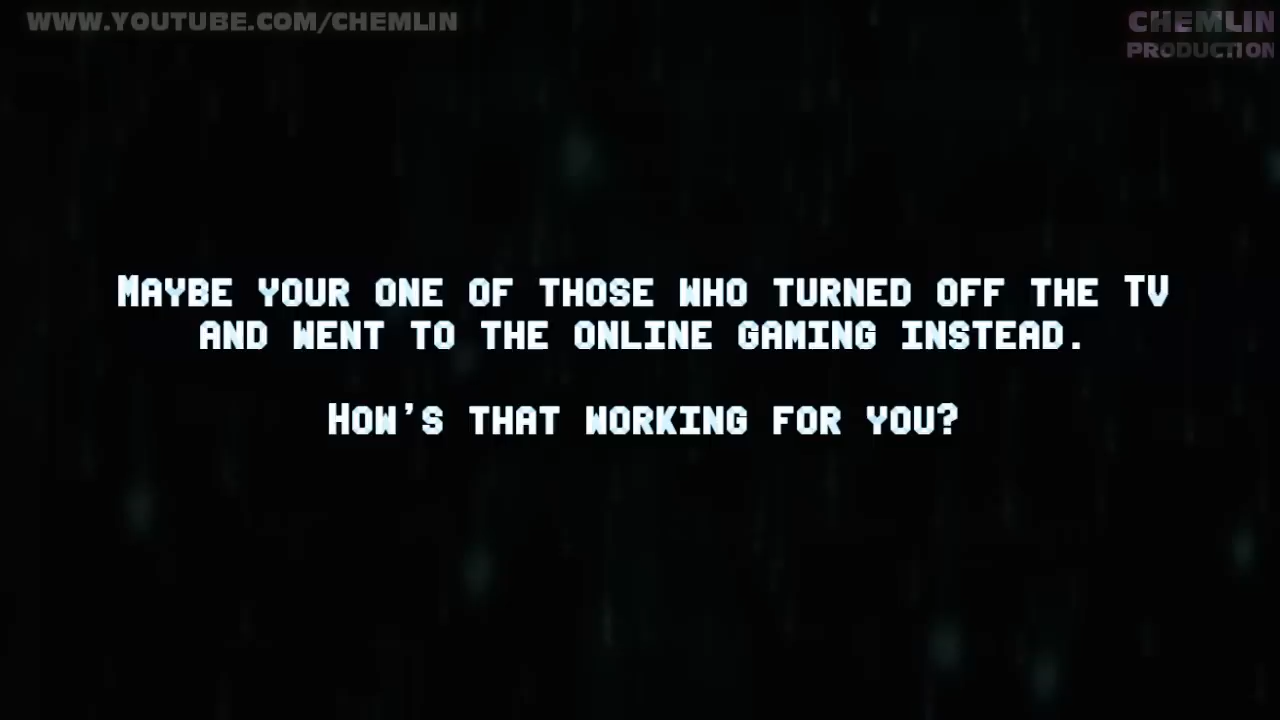 WWW.YOUTUBE.COM/CHEMLIN
CHEMLIN
PRODUCTION
Maybe your one of those who turned off the TV
and went to the online gaming instead.
How's that working for you?